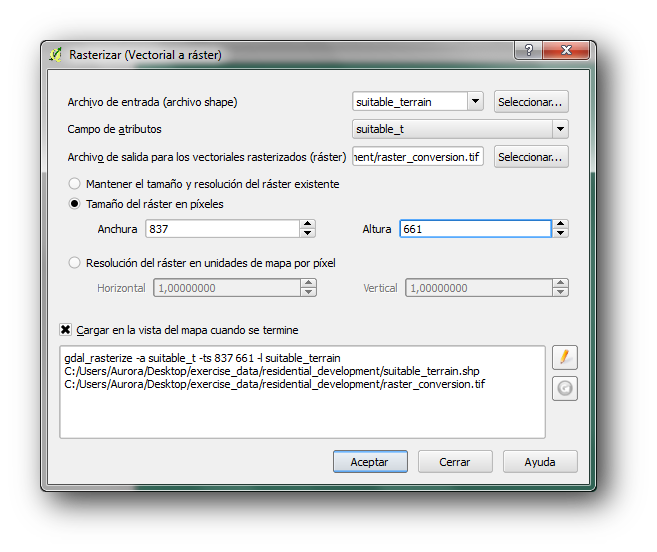 Rasterizar (Vectorial a ráster)
?
Archivo de entrada (archivo shape) suitable_terrain Seleccionar...
Campo de atributos suitable_t
Archivo de salida para los vectoriales rasterizados (ráster) ment/raster_conversion.tif Seleccionar...
Mantener el tamaño y resolución del ráster existente
Tamaño del ráster en píxeles
Anchura 837 Altura 661
Resolución del ráster en unidades de mapa por píxel
Horizontal 1,00000000 Vertical 1,00000000
Cargar en la vista del mapa cuando se termine
gdal_rasterize -a suitable_t -ts 837 661 -l suitable_terrain
C:/Users/Aurora/Desktop/exercise_data/residential_development/suitable_terrain.shp
C:/Users/Aurora/Desktop/exercise_data/residential_development/raster_conversion.tif
Aceptar Cerrar Ayuda